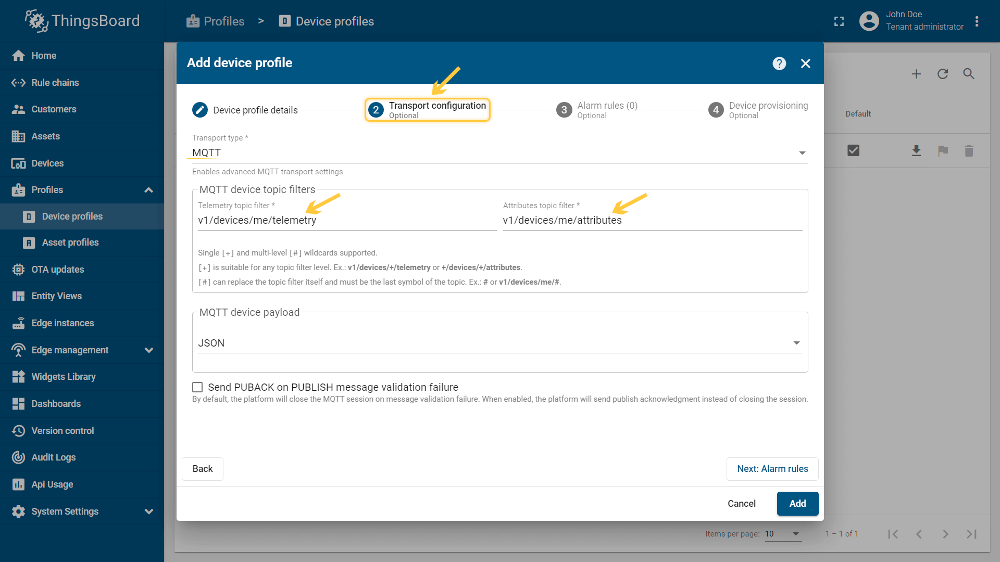 ThingsBoard
Profiles > D Device profiles
John Doe
Tenant administrator
Home
Rule chains
Customers
Assets
Devices
Profiles
D Device profiles
A Asset profiles
OTA updates
Entity Views
Edge instances
Edge management
Widgets Library
Dashboards
Version control
Audit Logs
Api Usage
System Settings
Add device profile
?
Device profile details
2 Transport configuration
Optional
3 Alarm rules (0)
Optional
4 Device provisioning
Optional
Default
Transport type *
MQTT
Enables advanced MQTT transport settings
MQTT device topic filters
Telemetry topic filter *
v1/devices/me/telemetry
Attributes topic filter *
v1/devices/me/attributes
Single [+] and multi-level [#] wildcards supported.
[+] is suitable for any topic filter level. Ex.: v1/devices/+/telemetry or +/devices/+/attributes.
[#] can replace the topic filter itself and must be the last symbol of the topic. Ex.: # or v1/devices/me/#.
MQTT device payload
JSON
Send PUBACK on PUBLISH message validation failure
By default, the platform will close the MQTT session on message validation failure. When enabled, the platform will send publish acknowledgment instead of closing the session.
Back
Next: Alarm rules
Cancel
Add
Items per page: 10
1 – 1 of 1